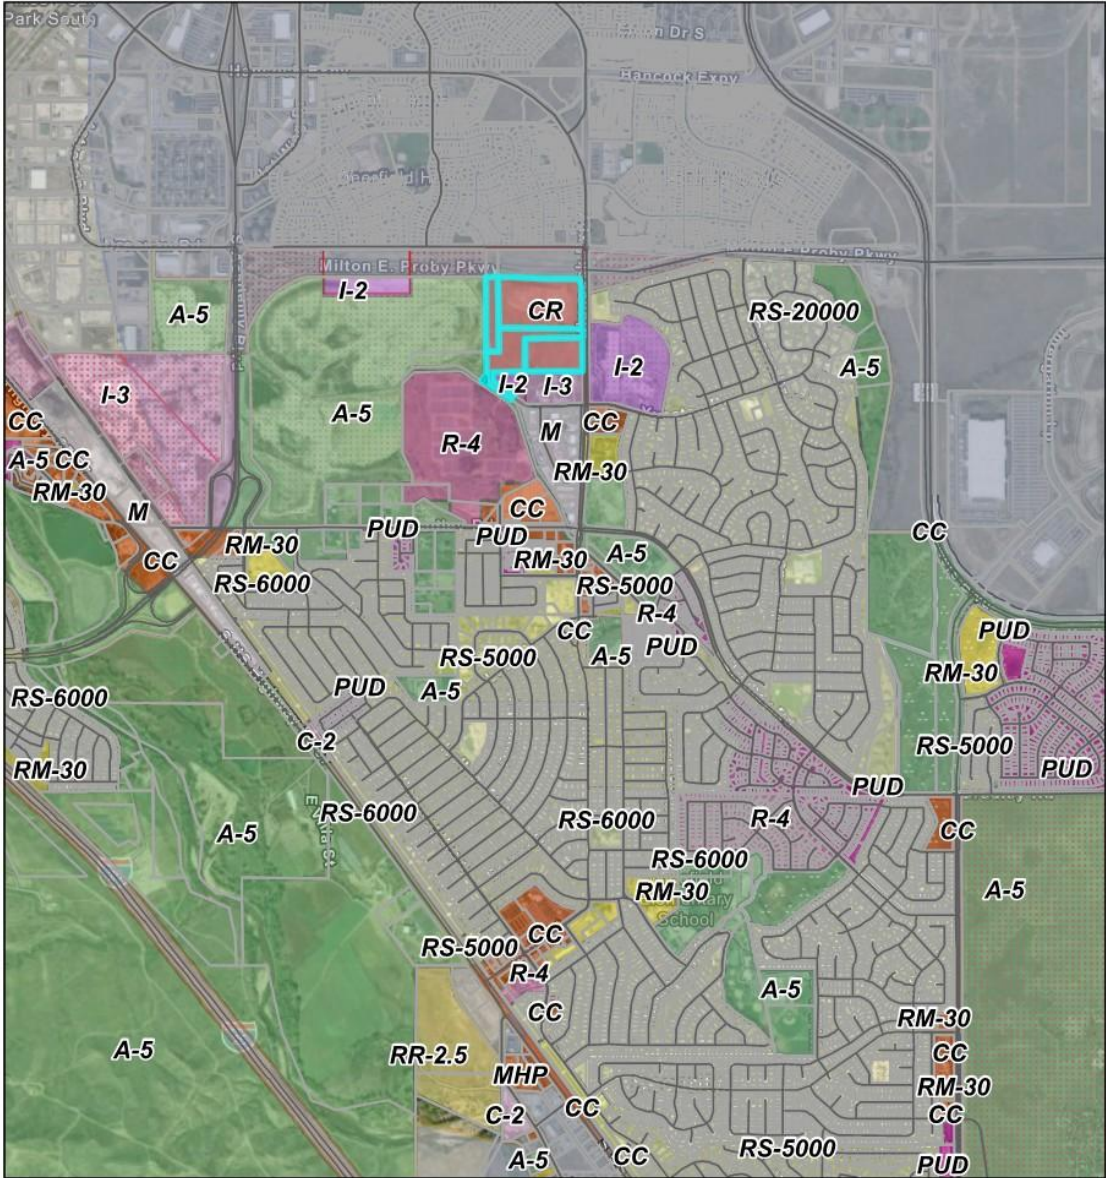 Park South
Hancock Expy
Milton E. Proby Pkwy
Proby Pkwy
I-2
CR
RS-20000
A-5
I-2
A-5
I-3
I-2
I-3
A-5
CC
CC
R-4
M
A-5 CC
RM-30
RM-30
CC
M
PUD
PUD
CC
RM-30
RM-30
A-5
CC
RS-6000
RS-5000
R-4
CC
PUD
RS-5000
A-5
PUD
RM-30
PUD
A-5
RS-6000
C-2
RS-5000
RM-30
PUD
PUD
RS-6000
RS-6000
R-4
A-5
CC
RS-6000
RM-30
A-5
School
CC
RS-5000
R-4
A-5
CC
RM-30
A-5
RR-2.5
CC
MHP
RM-30
CC
C-2
CC
RS-5000
CC
A-5
PUD